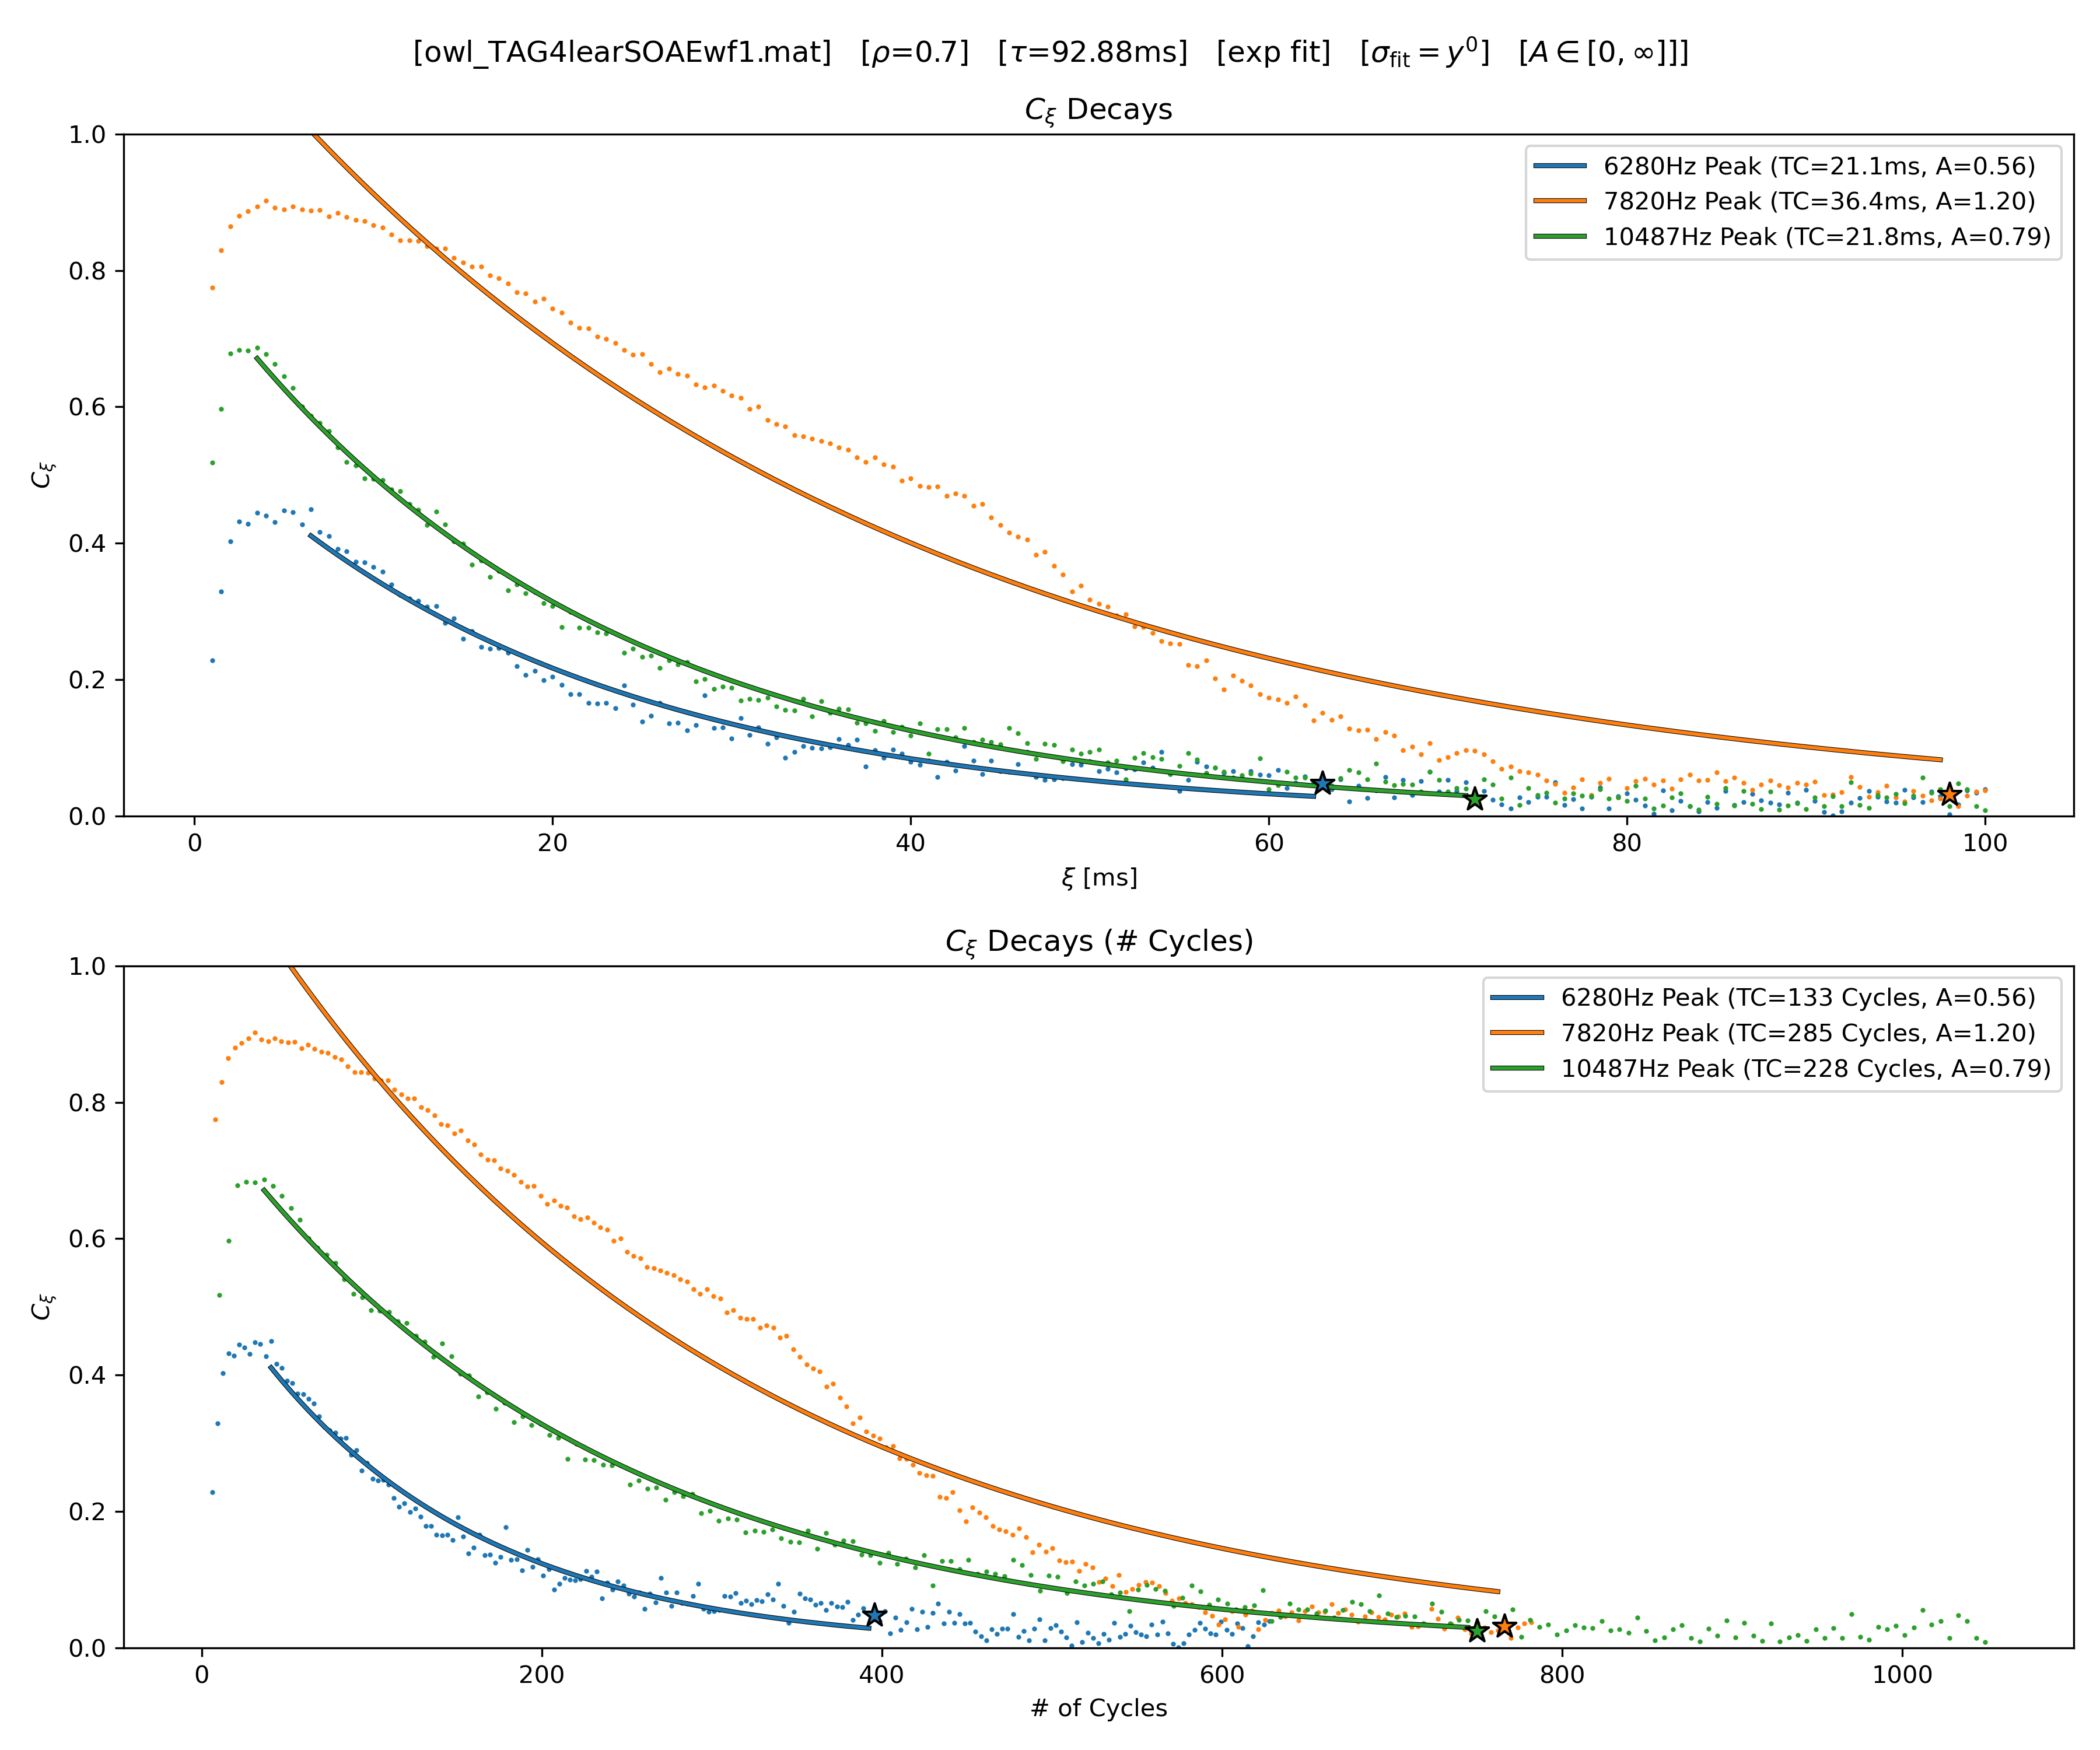 [owl_TAG4learSOAEwf1.mat] [ρ=0.7] [τ=92.88ms] [exp fit] [σfit = y⁰] [A ∈ [0, ∞]]]
Cξ Decays
1.0
0.8
0.6
0.4
0.2
0.0
Cξ
6280Hz Peak (TC=21.1ms, A=0.56)
7820Hz Peak (TC=36.4ms, A=1.20)
10487Hz Peak (TC=21.8ms, A=0.79)
0 20 40 60 80 100
ξ [ms]
Cξ Decays (# Cycles)
1.0
0.8
0.6
0.4
0.2
0.0
Cξ
6280Hz Peak (TC=133 Cycles, A=0.56)
7820Hz Peak (TC=285 Cycles, A=1.20)
10487Hz Peak (TC=228 Cycles, A=0.79)
0 200 400 600 800 1000
# of Cycles